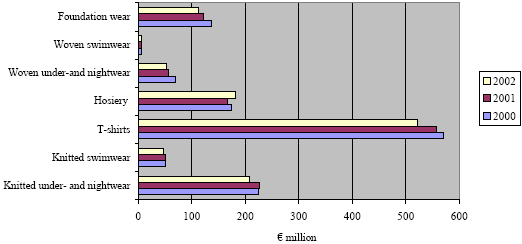 Foundation wear
Woven swimwear
Woven under-and nightwear
Hosiery
T-shirts
Knitted swimwear
Knitted under- and nightwear
0 100 200 300 400 500 600
€ million
2002
2001
2000